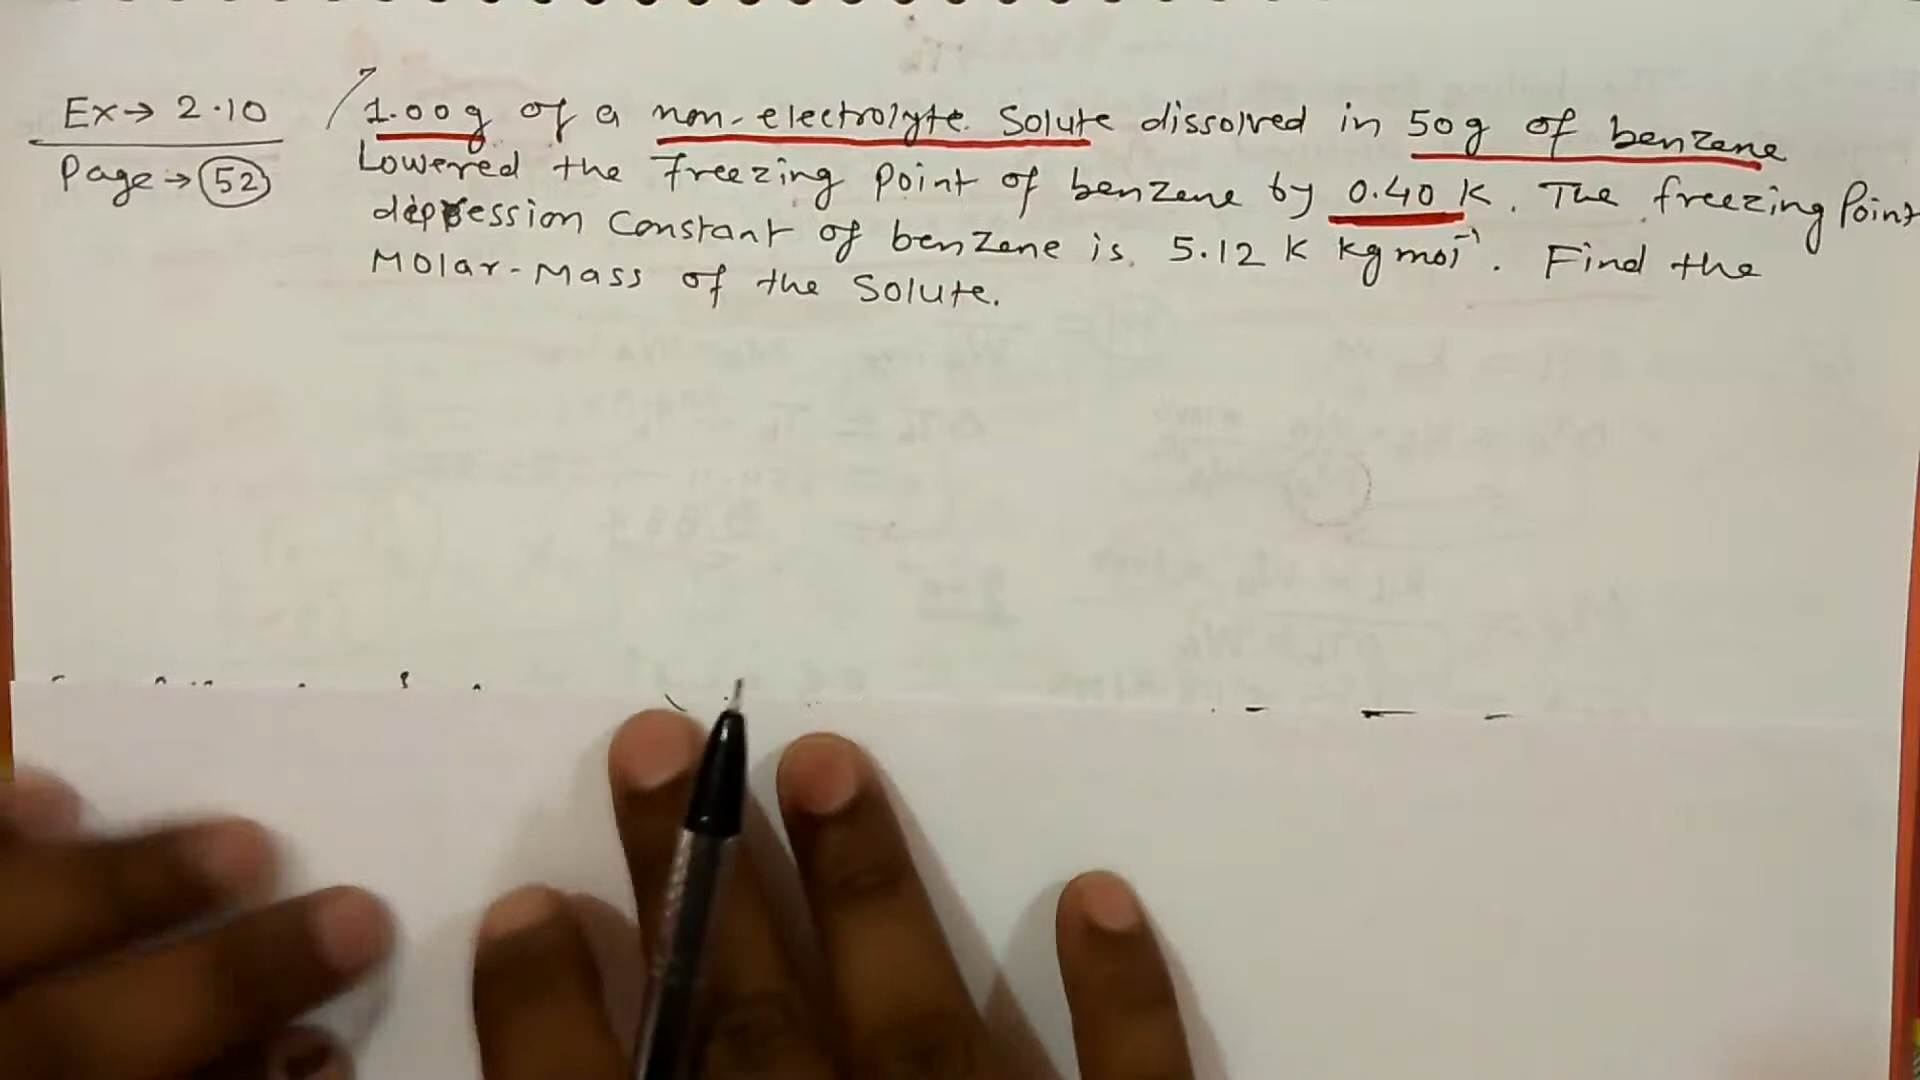 Ex→ 2.10
Page→ 52
1.00g of a non-electrolyte Solute dissolved in 50g of benzene
Lowered the freezing Point of benzene by 0.40 K. The freezing Point
depression Constant of benzene is 5.12 K kg mol⁻¹. Find the
Molar-Mass of the Solute.